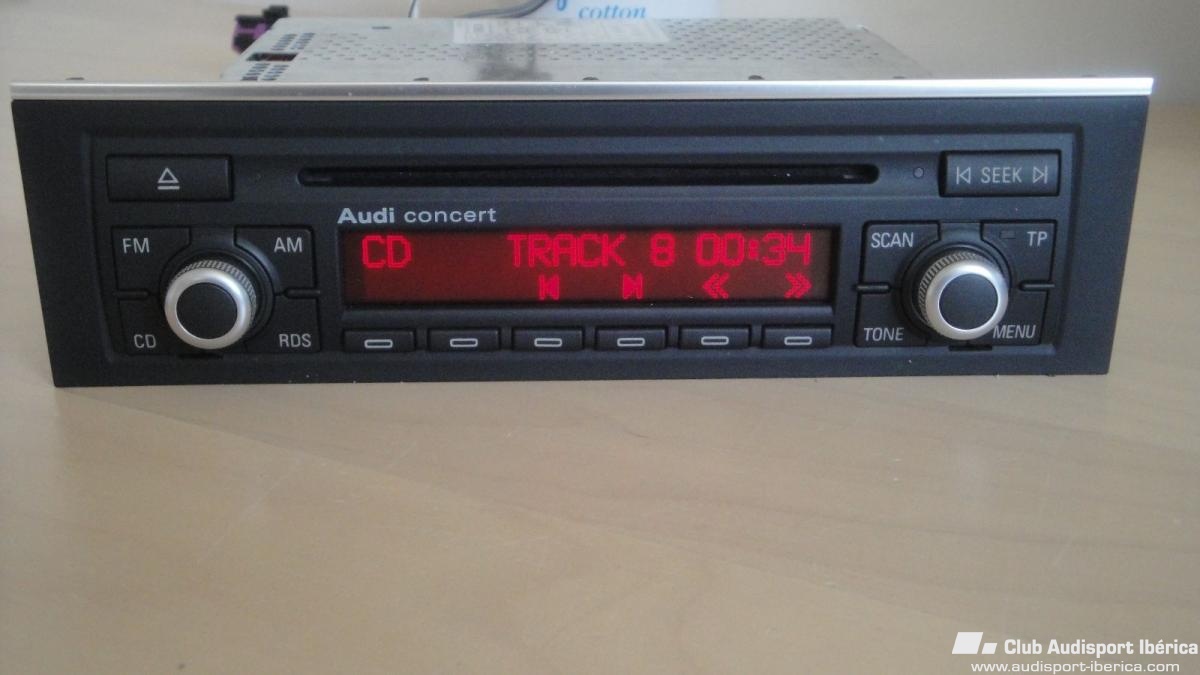 cotton
SEEK
Audi concert
FM
AM
CD TRACK 8 00:34
SCAN
TP
CD
RDS
TONE
MENU
Club Audisport Ibérica
www.audisport-iberica.com